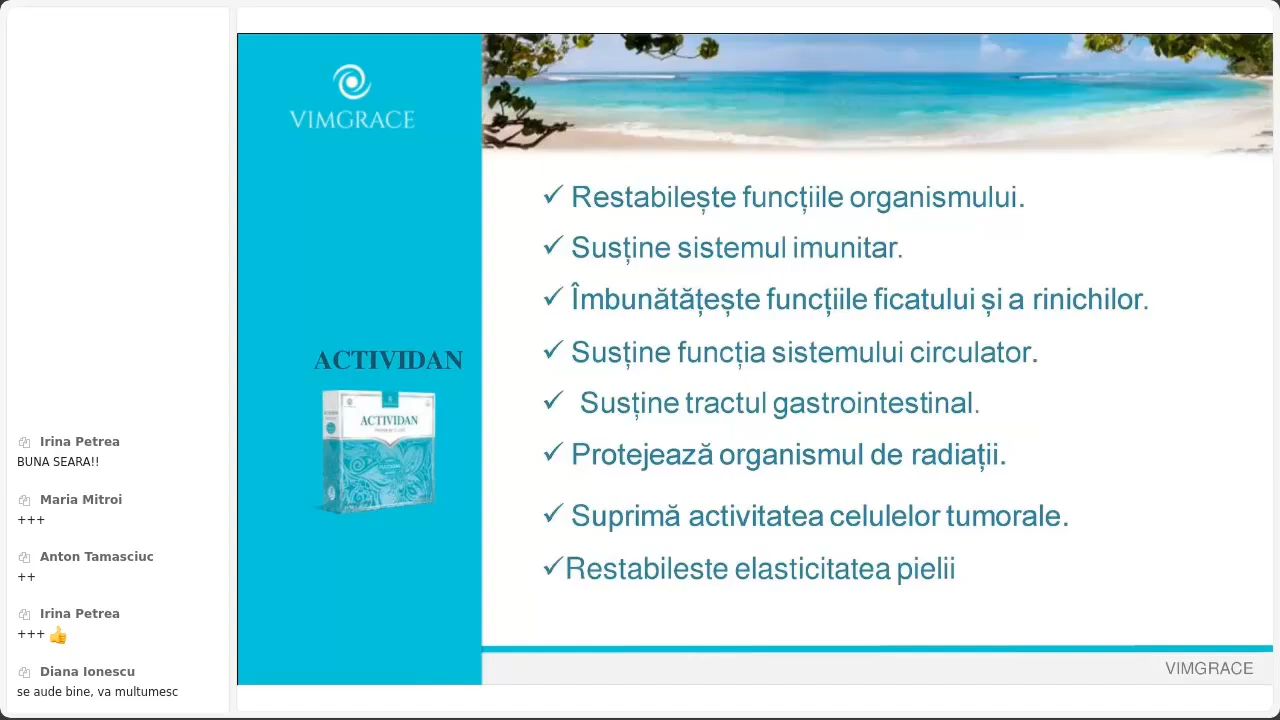 Irina Petrea
BUNA SEARA!!
Maria Mitroi
+++
Anton Tamasciuc
++
Irina Petrea
+++ 👍
Diana Ionescu
se aude bine, va multumesc
VIMGRACE
ACTIVIDAN
ACTIVIDAN
✓ Restabilește funcțiile organismului.
✓ Susține sistemul imunitar.
✓ Îmbunătățește funcțiile ficatului și a rinichilor.
✓ Susține funcția sistemului circulator.
✓ Susține tractul gastrointestinal.
✓ Protejează organismul de radiații.
✓ Suprimă activitatea celulelor tumorale.
✓Restabileste elasticitatea pielii
VIMGRACE